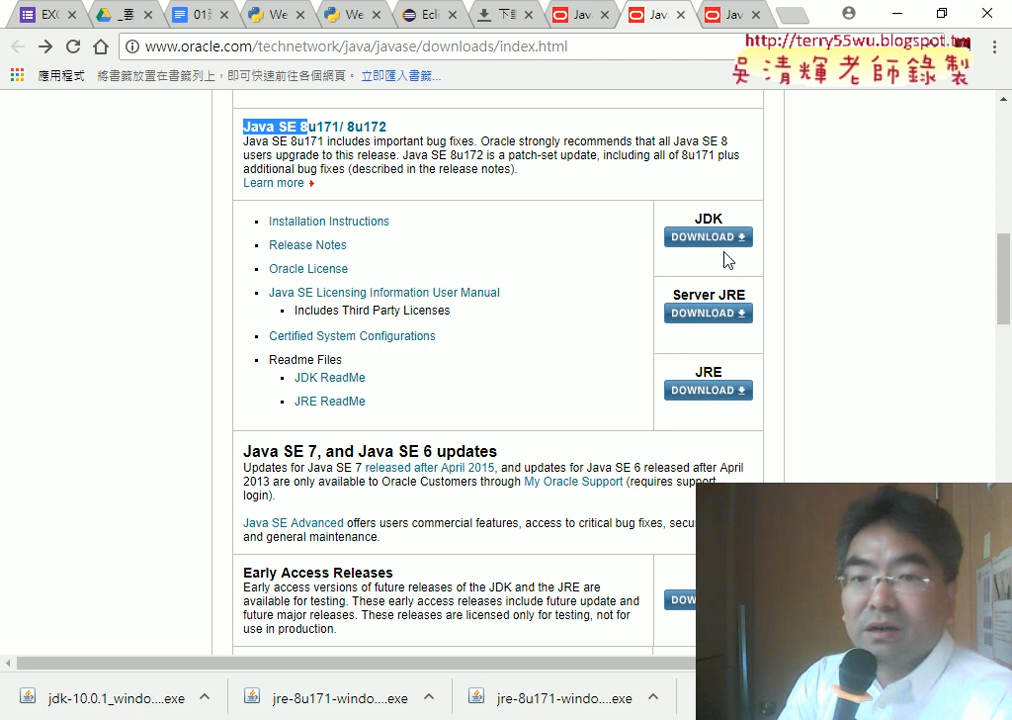 EX(
_雲
01
We
We
Ecli
下
Jav
Jav
Jav
www.oracle.com/technetwork/java/javase/downloads/index.html
http://terry55wu.blogspot.tw
吳清輝老師錄製
應用程式 將書籤放置在書籤列上，即可快速前往各個網頁。 立即匯入書籤...
Java SE 8u171/ 8u172
Java SE 8u171 includes important bug fixes. Oracle strongly recommends that all Java SE 8
users upgrade to this release. Java SE 8u172 is a patch-set update, including all of 8u171 plus
additional bug fixes (described in the release notes).
Learn more
Installation Instructions
Release Notes
Oracle License
Java SE Licensing Information User Manual
Includes Third Party Licenses
Certified System Configurations
Readme Files
JDK ReadMe
JRE ReadMe
JDK
DOWNLOAD
Server JRE
DOWNLOAD
JRE
DOWNLOAD
Java SE 7, and Java SE 6 updates
Updates for Java SE 7 released after April 2015, and updates for Java SE 6 released after April
2013 are only available to Oracle Customers through My Oracle Support (requires support
login).
Java SE Advanced offers users commercial features, access to critical bug fixes, secu
and general maintenance.
Early Access Releases
Early access versions of future releases of the JDK and the JRE are
available for testing. These early access releases include future update and
future major releases. These releases are licensed only for testing, not for
use in production.
DOW
jdk-10.0.1_windo....exe
jre-8u171-windo....exe
jre-8u171-windo....exe